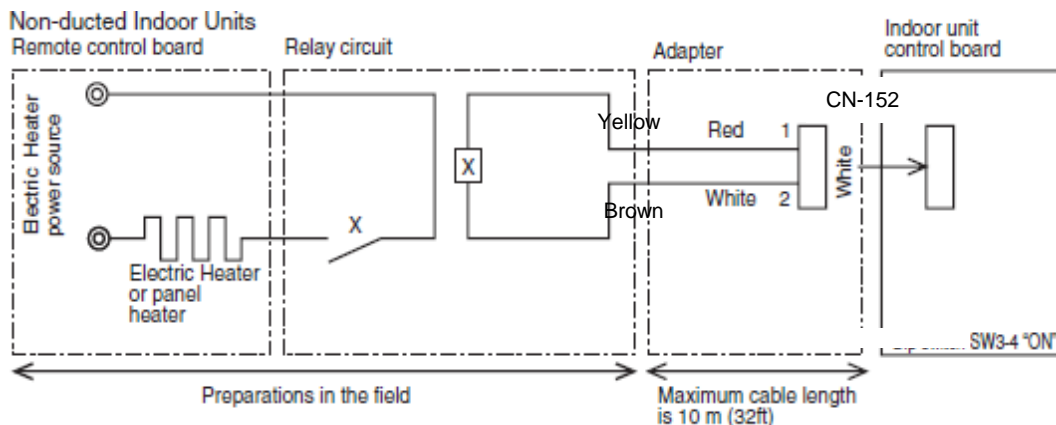 Non-ducted Indoor Units
Remote control board
Relay circuit
Adapter
Indoor unit
control board
Electric Heater
power source
X
X
Electric Heater
or panel
heater
Yellow
Brown
Red 1
White 2
CN-152
White
SW3-4 "ON"
Preparations in the field
Maximum cable length
is 10 m (32ft)